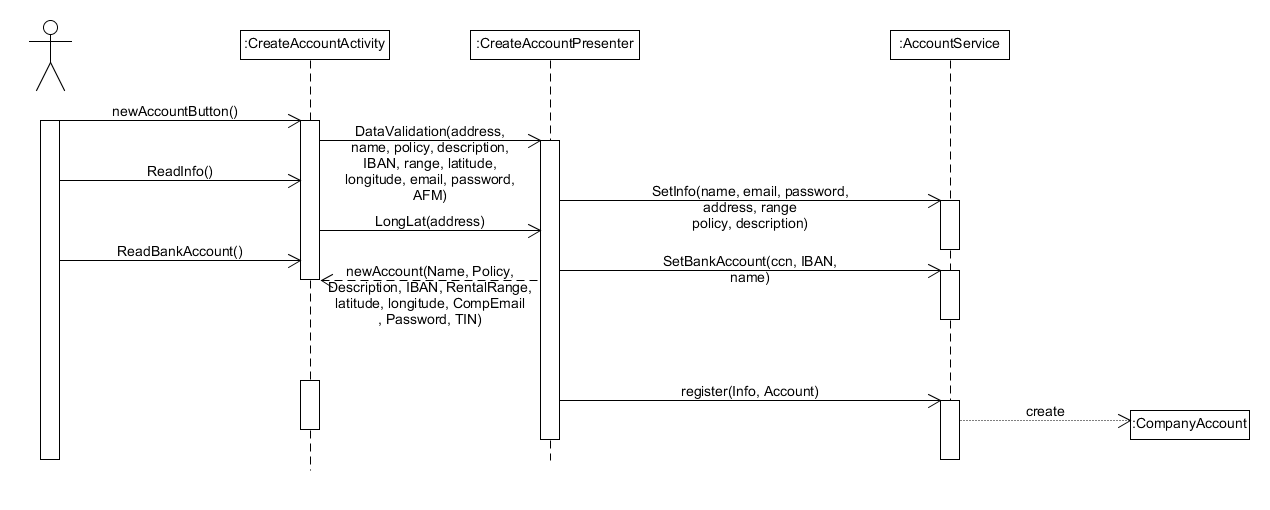 :CreateAccountActivity
:CreateAccountPresenter
:AccountService
newAccountButton()
DataValidation(address,
name, policy, description,
IBAN, range, latitude,
longitude, email, password,
AFM)
ReadInfo()
SetInfo(name, email, password,
address, range
policy, description)
LongLat(address)
ReadBankAccount()
SetBankAccount(ccn, IBAN,
name)
newAccount(Name, Policy,
Description, IBAN, RentalRange,
latitude, longitude, CompEmail
, Password, TIN)
register(Info, Account)
create
:CompanyAccount